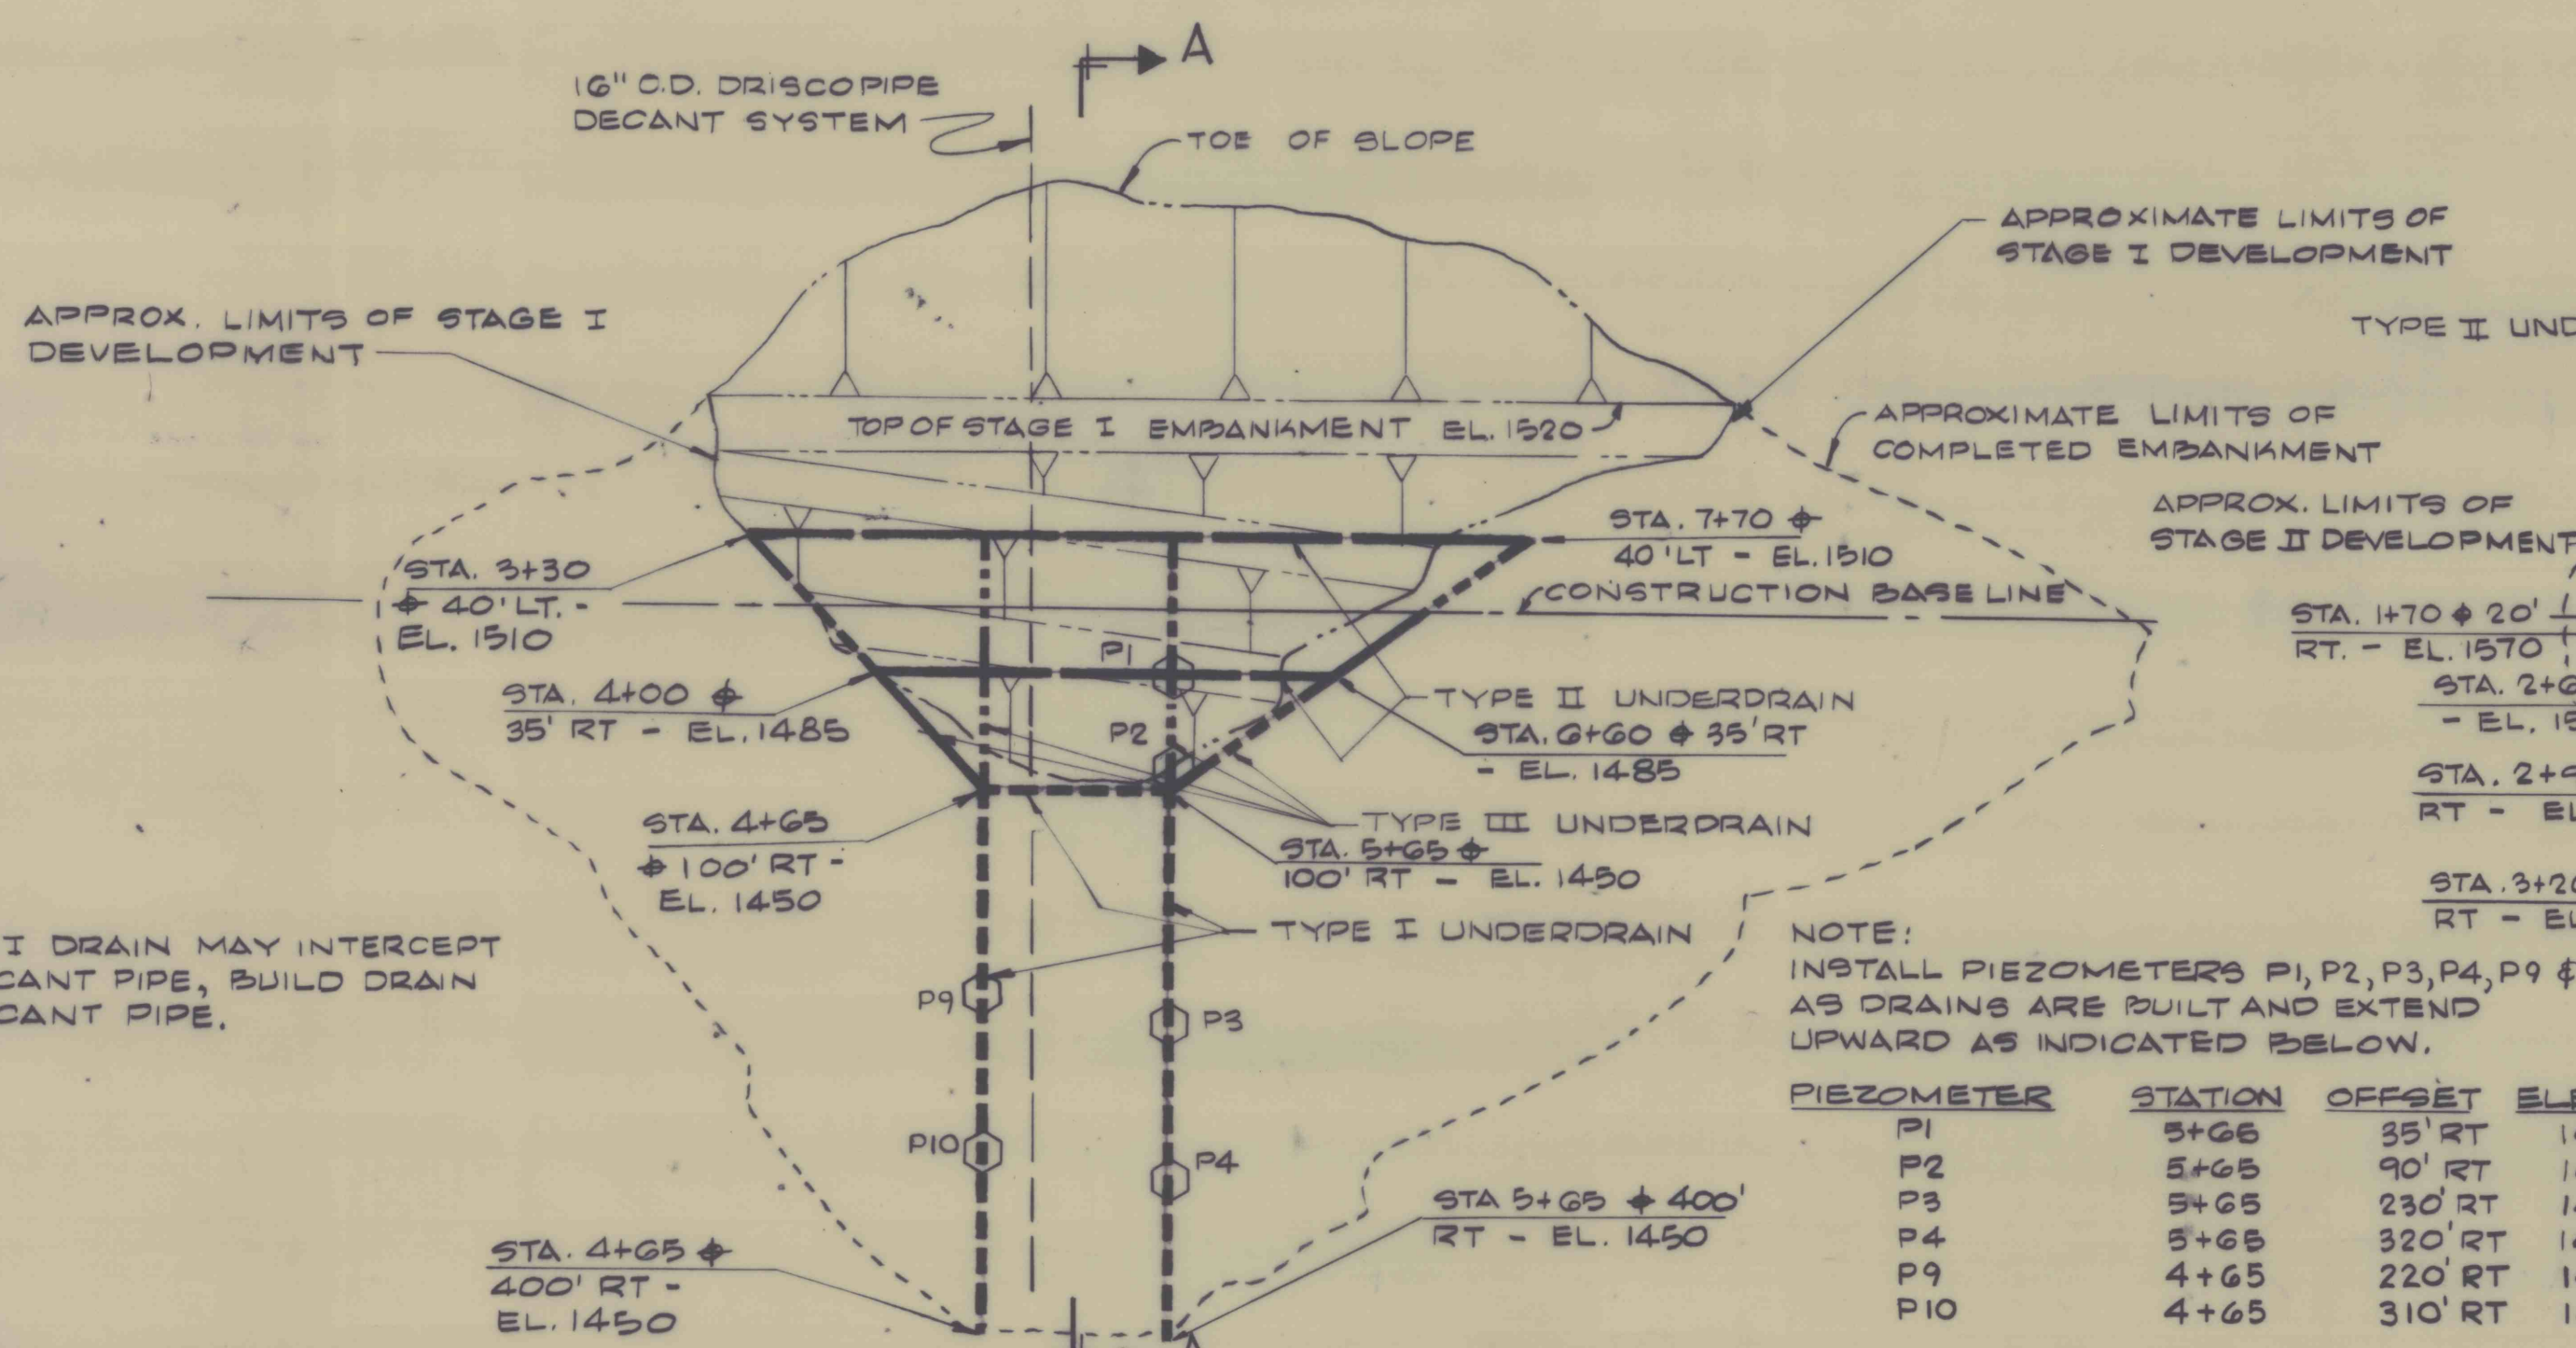 A
16" O.D. DRISCOPIPE
DECANT SYSTEM
TOE OF SLOPE
APPROXIMATE LIMITS OF
STAGE I DEVELOPMENT
APPROX. LIMITS OF STAGE I
DEVELOPMENT
TYPE II
TOP OF STAGE I EMBANKMENT EL. 1520
APPROXIMATE LIMITS OF
COMPLETED EMBANKMENT
APPROX. LIMITS OF
STAGE II DEVELOPMENT
STA. 7+70 ⌽
40' LT - EL. 1510
STA. 3+30
⌽ 40' LT. -
EL. 1510
CONSTRUCTION BASE LINE
STA. 1+70 ⌽ 20'
RT. - EL. 1570
P1
STA. 4+00 ⌽
35' RT - EL. 1485
TYPE II UNDERDRAIN
P2
STA. 6+60 ⌽ 35' RT
- EL. 1485
STA.
- EL.
STA.
RT - EL
STA. 4+65
⌽ 100' RT -
EL. 1450
TYPE III UNDERDRAIN
STA. 5+65 ⌽
100' RT - EL. 1450
STA. 3+20
RT - EL
TYPE I UNDERDRAIN
I DRAIN MAY INTERCEPT
CANT PIPE, BUILD DRAIN
CANT PIPE.
P9
P3
P10
P4
STA 5+65 ⌽ 400'
RT - EL. 1450
STA. 4+65 ⌽
400' RT -
EL. 1450
NOTE:
INSTALL PIEZOMETERS P1, P2, P3, P4, P9 &
AS DRAINS ARE BUILT AND EXTEND
UPWARD AS INDICATED BELOW.
PIEZOMETER STATION OFFSET
P1 5+65 35' RT
P2 5+65 90' RT
P3 5+65 230' RT
P4 5+65 320' RT
P9 4+65 220' RT
P10 4+65 310' RT